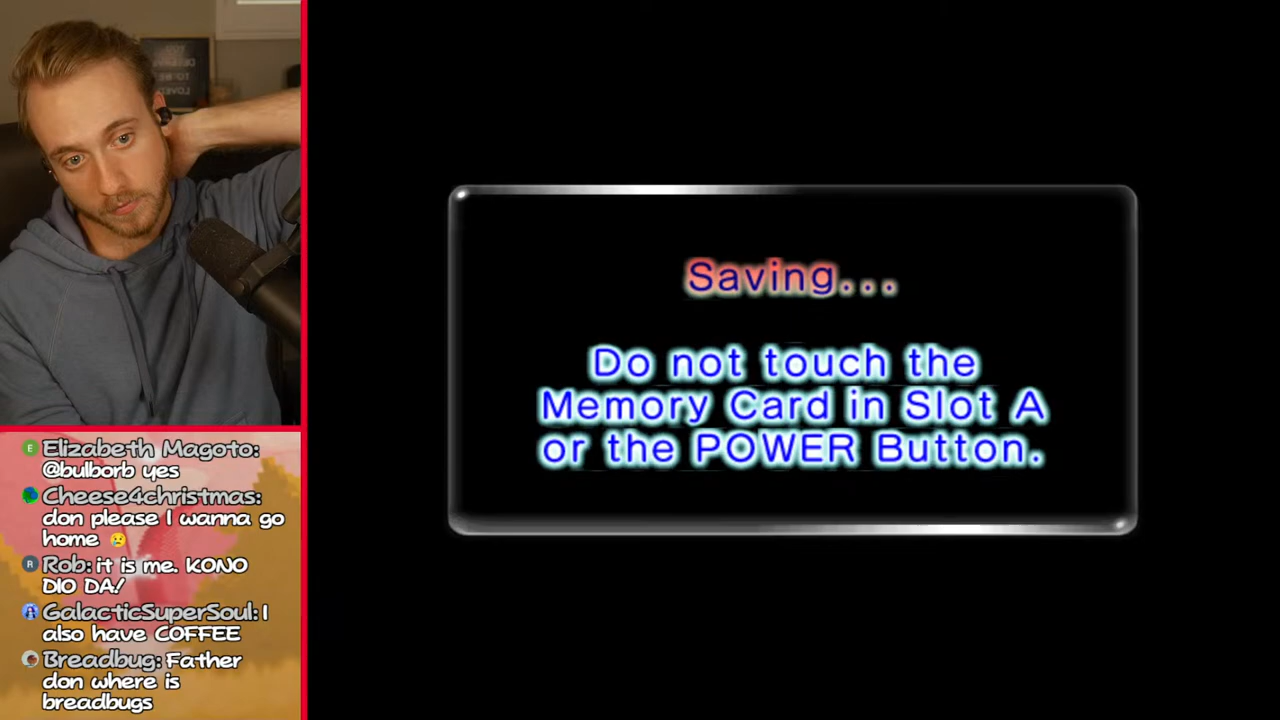 Saving...
Do not touch the
Memory Card in Slot A
or the POWER Button.
E
Elizabeth Magoto:
@bulborb yes
Cheese4christmas:
don please I wanna go
home 😢
R
Rob: it is me. KONO
DIO DA!
GalacticSuperSoul: I
also have COFFEE
Breadbug: Father
don where is
breadbugs